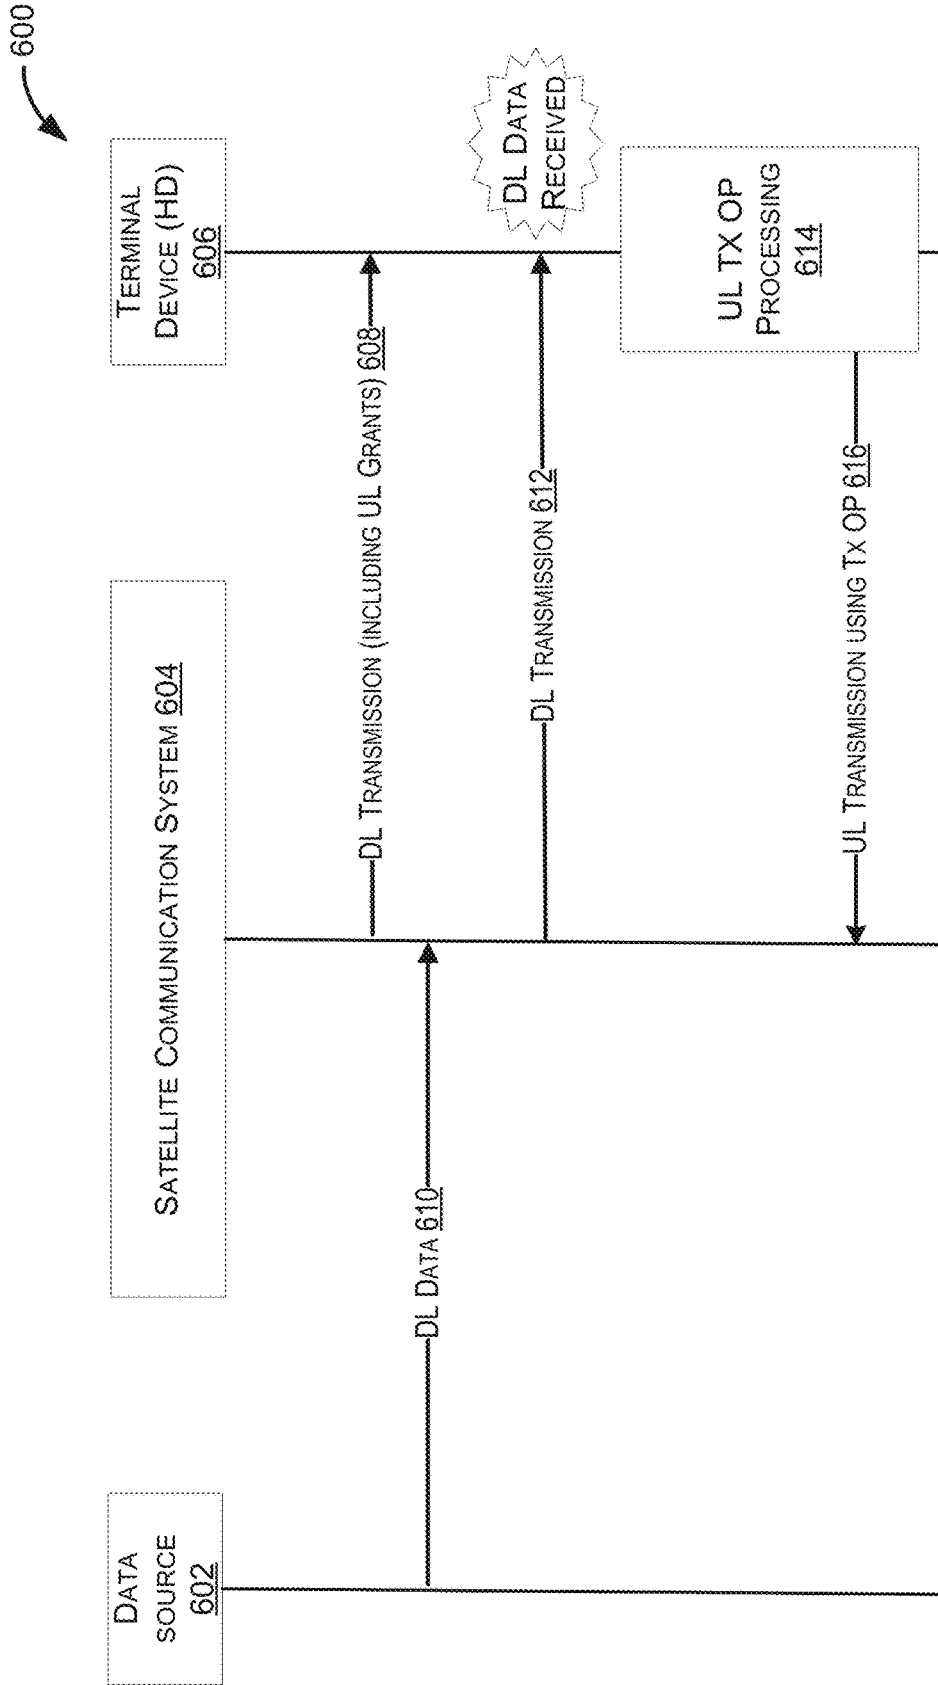 600
DATA
SOURCE
602
SATELLITE COMMUNICATION SYSTEM 604
TERMINAL
DEVICE (HD)
606
DL TRANSMISSION (INCLUDING UL GRANTS) 608
DL DATA 610
DL TRANSMISSION 612
DL DATA
RECEIVED
UL TX OP
PROCESSING
614
UL TRANSMISSION USING TX OP 616